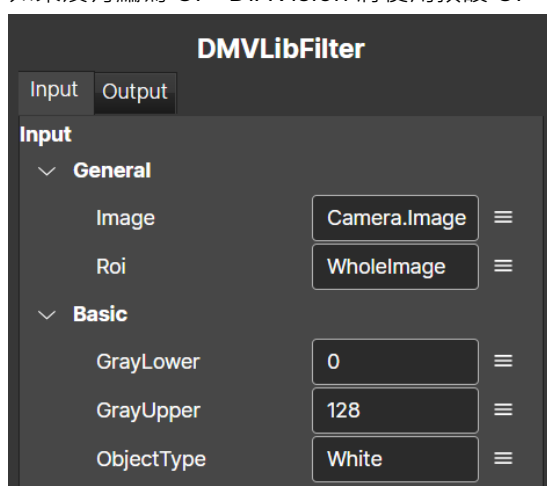 DMVLibFilter
Input Output
Input
General
Image Camera.Image
Roi WholeImage
Basic
GrayLower 0
GrayUpper 128
ObjectType White